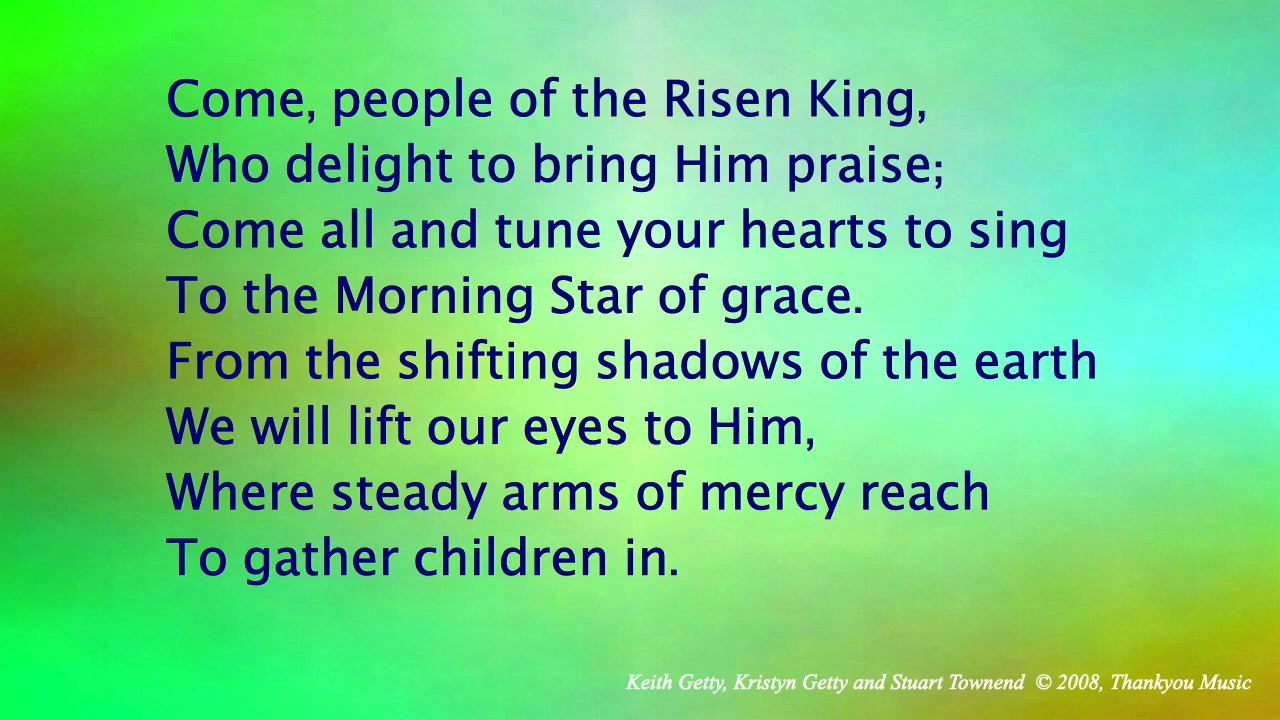 Come, people of the Risen King,
Who delight to bring Him praise;
Come all and tune your hearts to sing
To the Morning Star of grace.
From the shifting shadows of the earth
We will lift our eyes to Him,
Where steady arms of mercy reach
To gather children in.
Keith Getty, Kristyn Getty and Stuart Townend © 2008, Thankyou Music